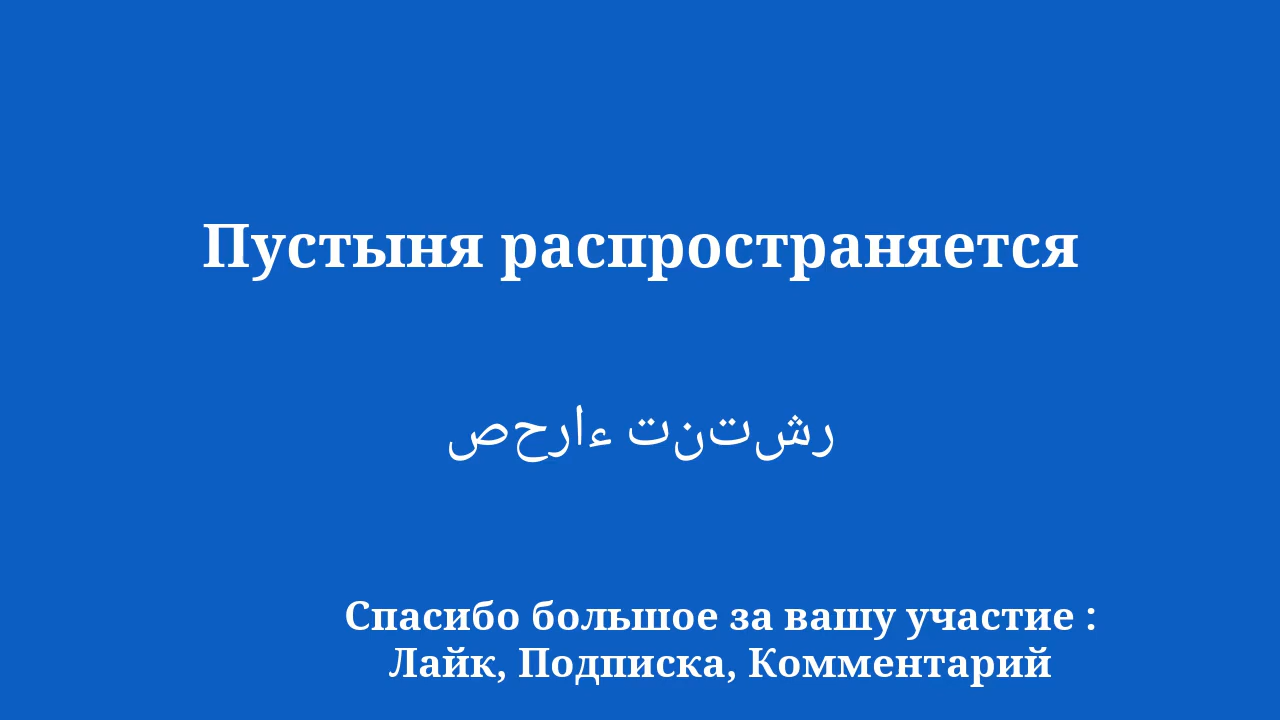 Пустыня распространяется
صحراء تنتشر
Спасибо большое за вашу участие :
Лайк, Подписка, Комментарий